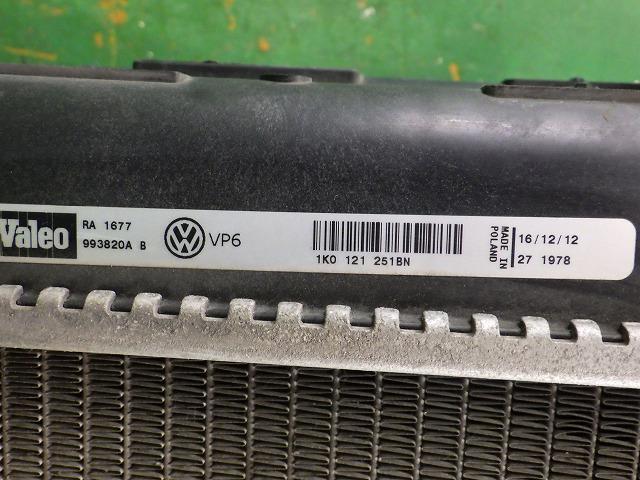 Valeo
RA 1677
993820A B
VP6
1K0 121 251BN
MADE IN
POLAND
16/12/12
27 1978